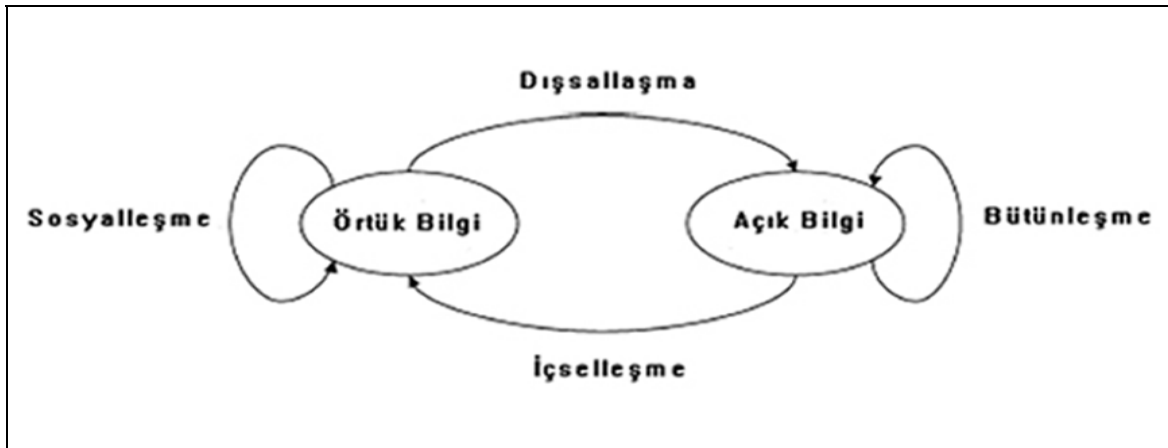 Dışsallaşma
Sosyalleşme
Örtük Bilgi
Açık Bilgi
Bütünleşme
İçselleşme